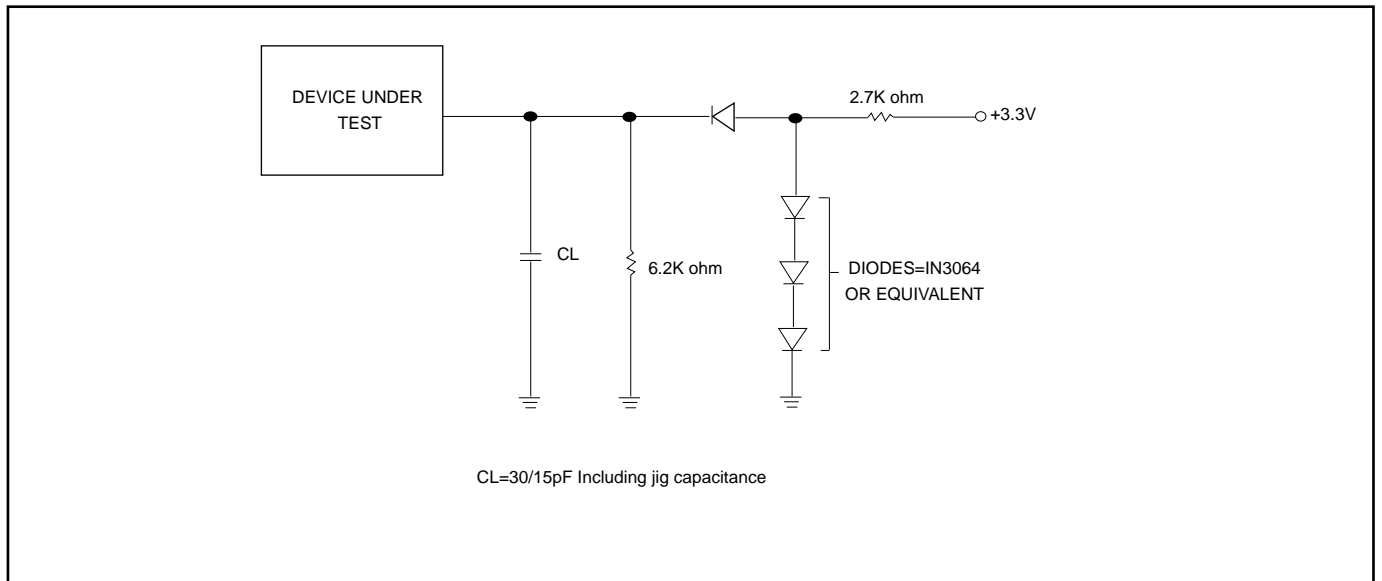 DEVICE UNDER
TEST
2.7K ohm
+3.3V
CL
6.2K ohm
DIODES=IN3064
OR EQUIVALENT
CL=30/15pF Including jig capacitance